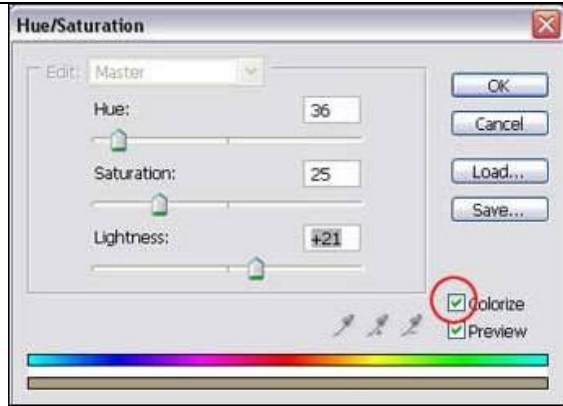 Hue/Saturation
Edit: Master
OK
Hue: 36
Cancel
Saturation: 25
Load...
Save...
Lightness: +21
Colorize
Preview